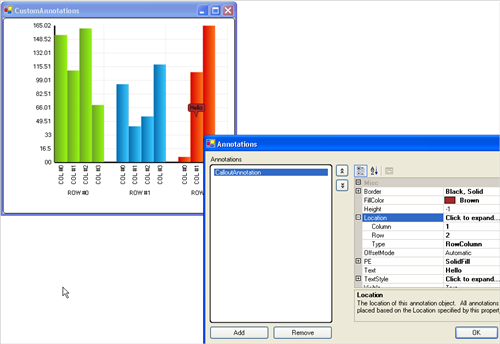 CustomAnnotations
165.02
148.52
132.02
115.51
99.01
82.51
66.01
49.51
33
16.5
00
Hello
COL #0
COL #1
COL #2
COL #3
COL #0
COL #1
COL #2
COL #3
COL #0
COL #1
ROW #0
ROW #1
Annotations
Annotations
CalloutAnnotation
Add
Remove
Misc
Border Black, Solid
FillColor Brown
Height -1
Location Click to expand...
Column 1
Row 2
Type RowColumn
OffsetMode Automatic
PE SolidFill
Text Hello
TextStyle Click to expand...
Location
The location of this annotation object. All annotations
placed based on the Location specified by this propert
OK